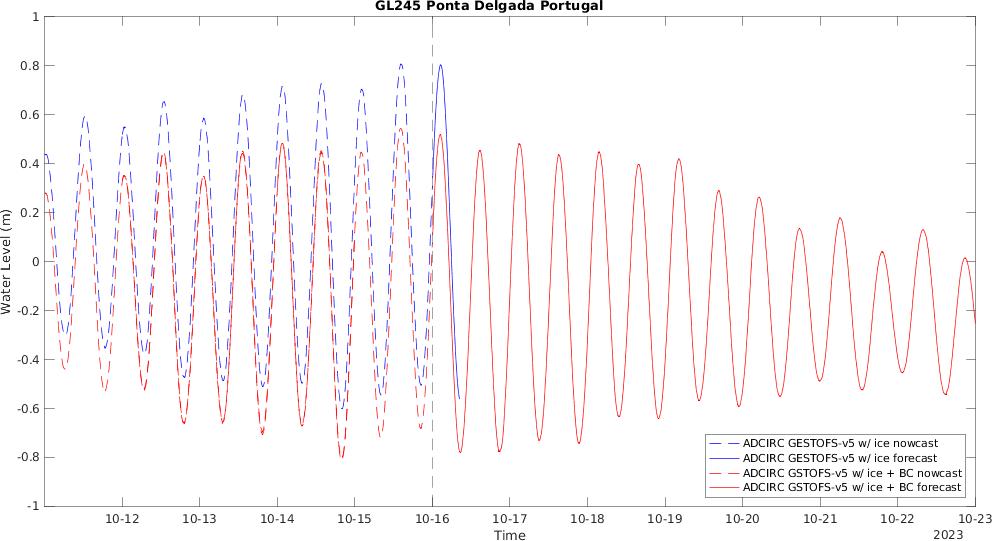 GL245 Ponta Delgada Portugal
1
0.8
0.6
0.4
0.2
0
-0.2
-0.4
-0.6
-0.8
-1
Water Level (m)
10-12 10-13 10-14 10-15 10-16 10-17 10-18 10-19 10-20 10-21 10-22 10-23
Time
2023
ADCIRC GESTOFS-v5 w/ ice nowcast
ADCIRC GESTOFS-v5 w/ ice forecast
ADCIRC GSTOFS-v5 w/ ice + BC nowcast
ADCIRC GSTOFS-v5 w/ ice + BC forecast